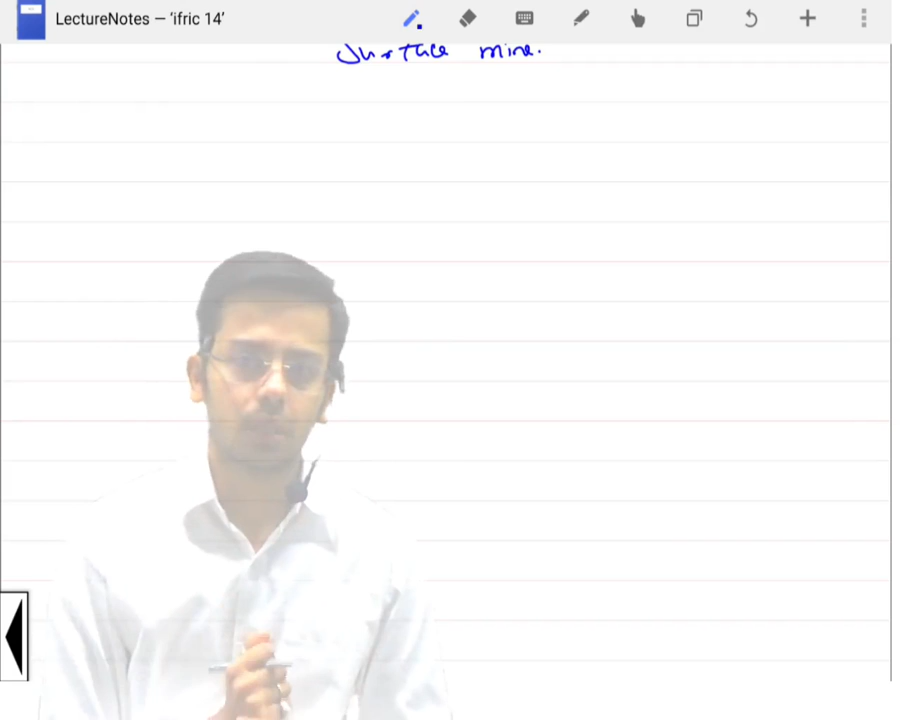 LectureNotes — ‘ifric 14’
Surface mine.